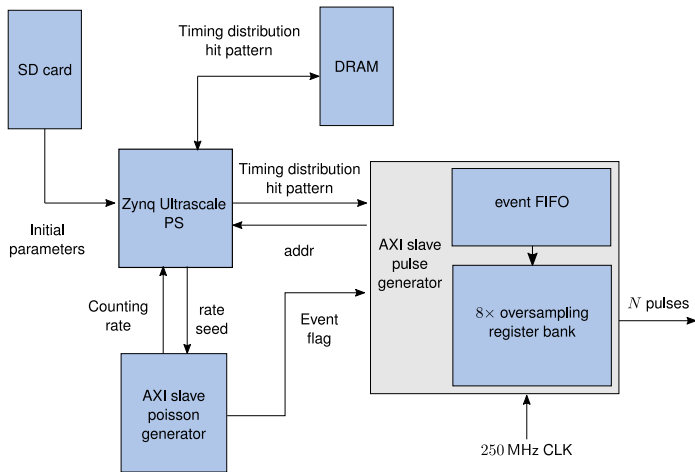 Timing distribution
hit pattern
SD card
DRAM
Timing distribution
hit pattern
Zynq Ultrascale
PS
event FIFO
Initial
parameters
addr
AXI slave
pulse
generator
Counting
rate
rate
seed
Event
flag
8× oversampling
register bank
N pulses
AXI slave
poisson
generator
250 MHz CLK